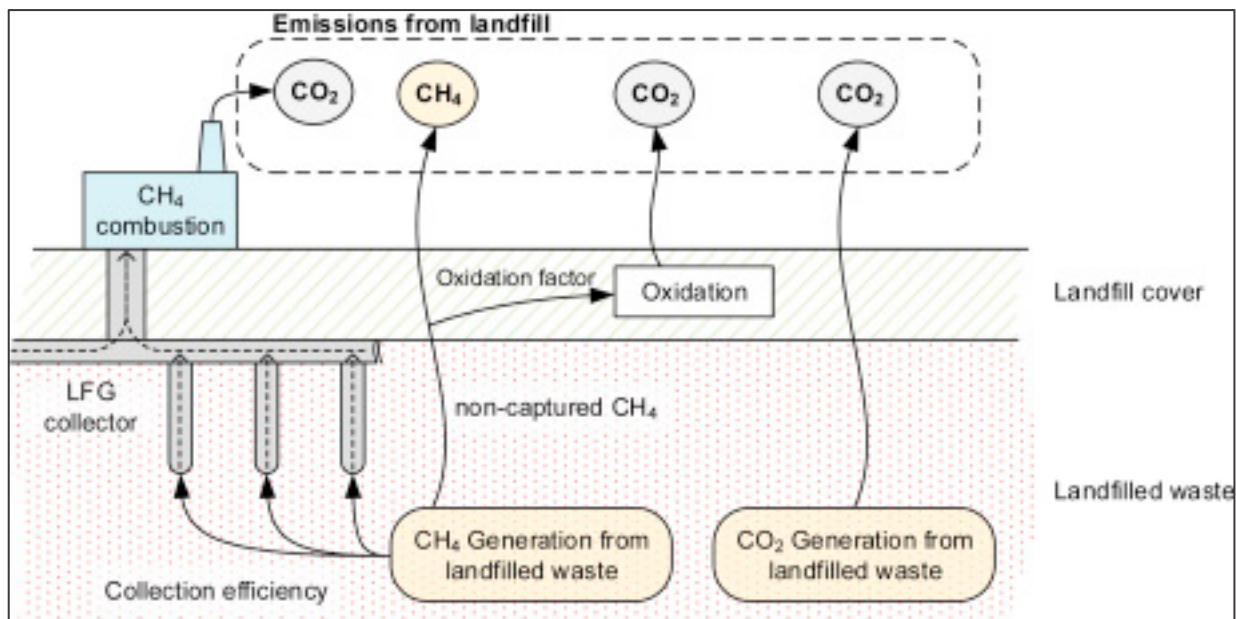 Emissions from landfill
CO₂
CH₄
CO₂
CO₂
CH₄
combustion
Oxidation factor
Oxidation
Landfill cover
LFG
collector
non-captured CH₄
Landfilled waste
CH₄ Generation from
landfilled waste
CO₂ Generation from
landfilled waste
Collection efficiency